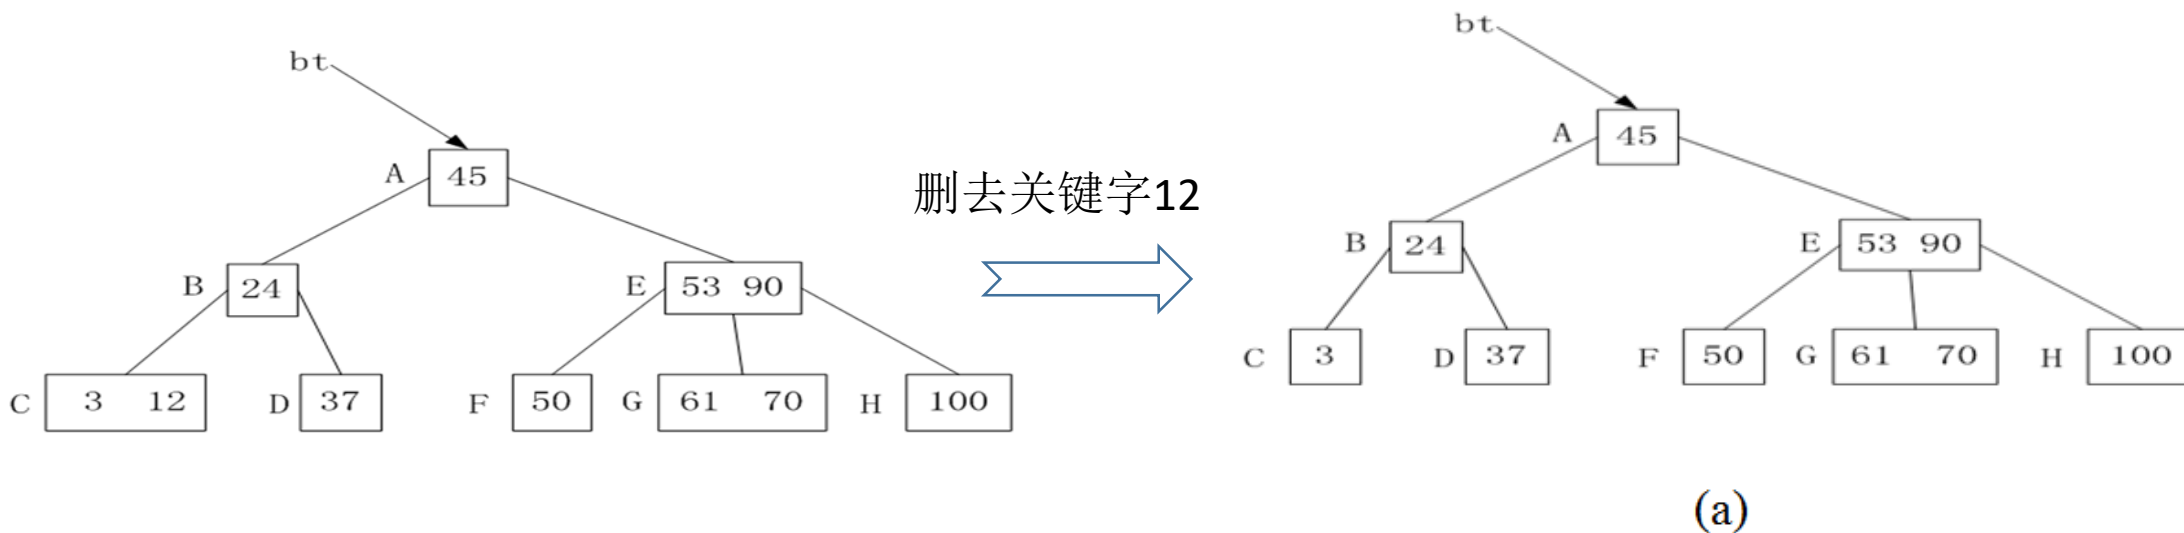 bt
A 45
B 24
E 53 90
C 3 12
D 37
F 50
G 61 70
H 100
删去关键字12
bt
A 45
B 24
E 53 90
C 3
D 37
F 50
G 61 70
H 100
(a)